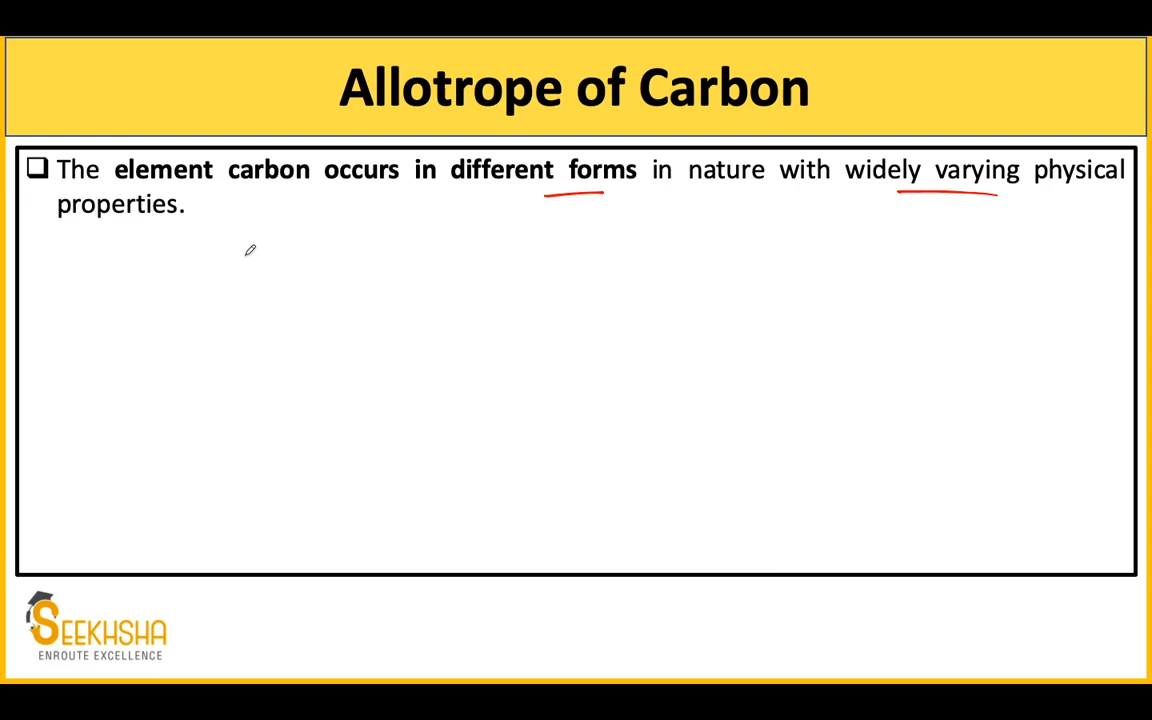 Allotrope of Carbon
❑ The element carbon occurs in different forms in nature with widely varying physical
properties.
SEEKHSHA
ENROUTE EXCELLENCE